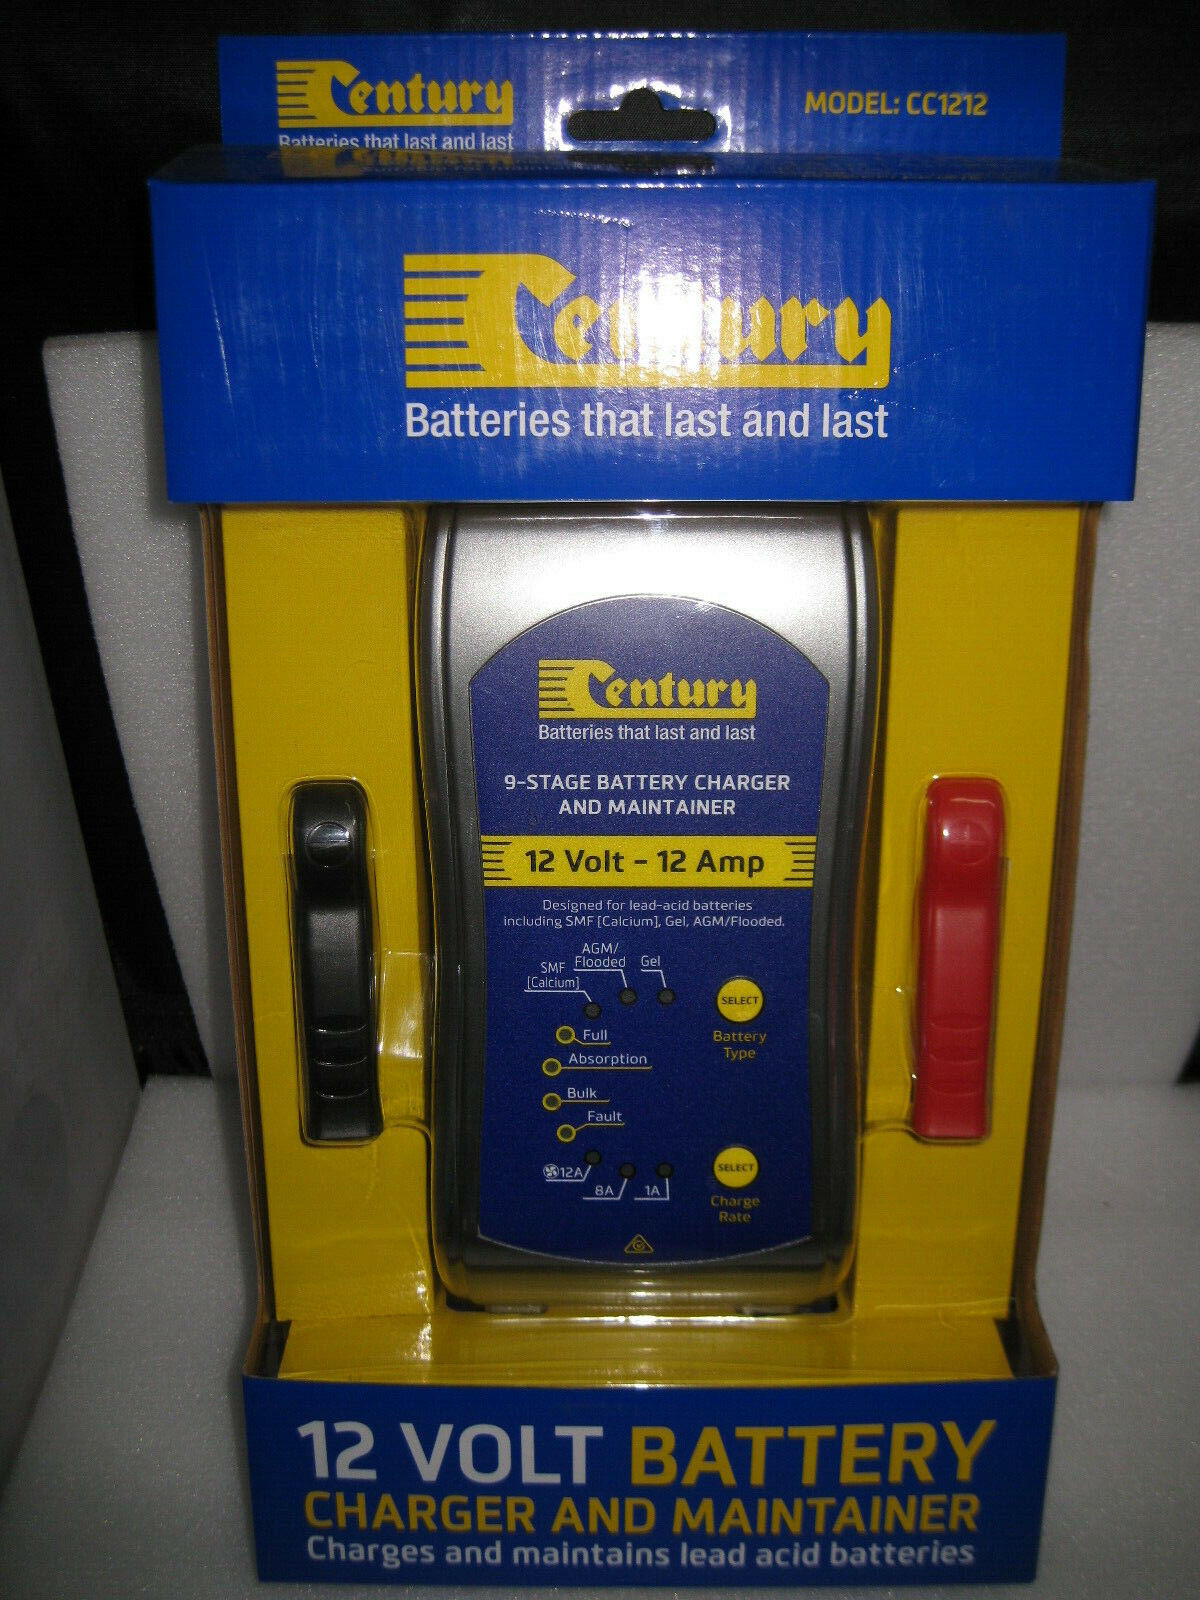 Century
MODEL: CC1212
Batteries that last and last
Century
Batteries that last and last
Century
Batteries that last and last
9-STAGE BATTERY CHARGER
AND MAINTAINER
12 Volt - 12 Amp
Designed for lead-acid batteries
including SMF [Calcium], Gel, AGM/Flooded.
AGM/
Flooded
Gel
SMF
[Calcium]
SELECT
Battery
Type
Full
Absorption
Bulk
Fault
12A
8A
1A
SELECT
Charge
Rate
12 VOLT BATTERY
CHARGER AND MAINTAINER
Charges and maintains lead acid batteries